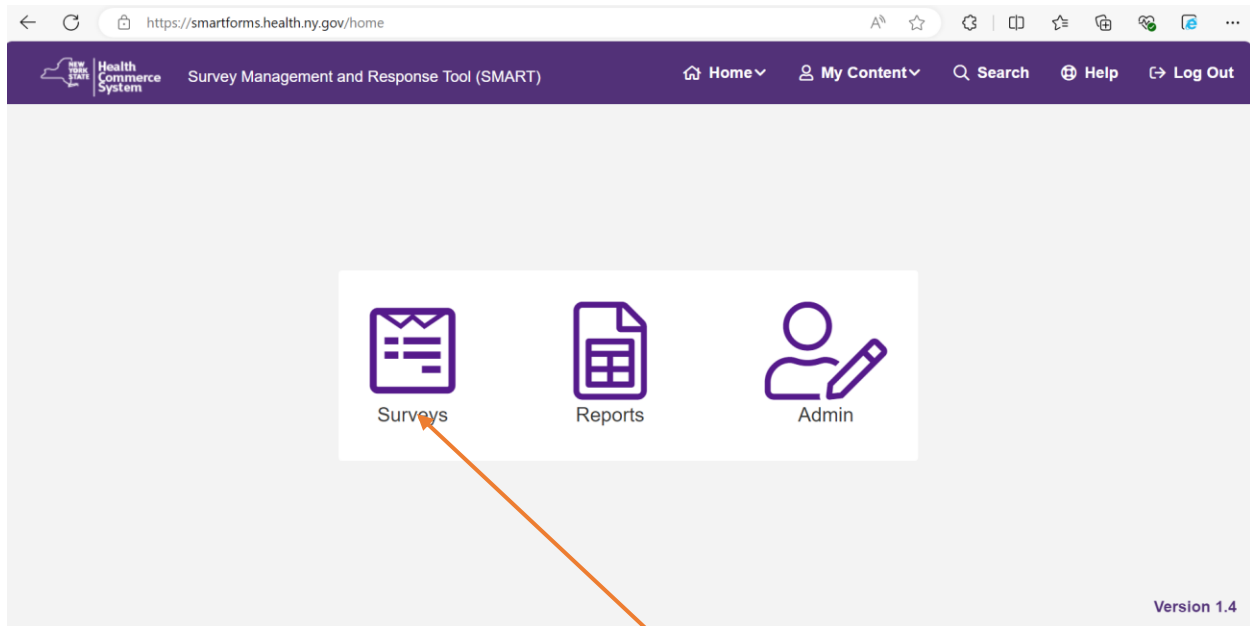 https://smartforms.health.ny.gov/home
NEW YORK STATE Health Commerce System
Survey Management and Response Tool (SMART)
Home
My Content
Search
Help
Log Out
Surveys
Reports
Admin
Version 1.4